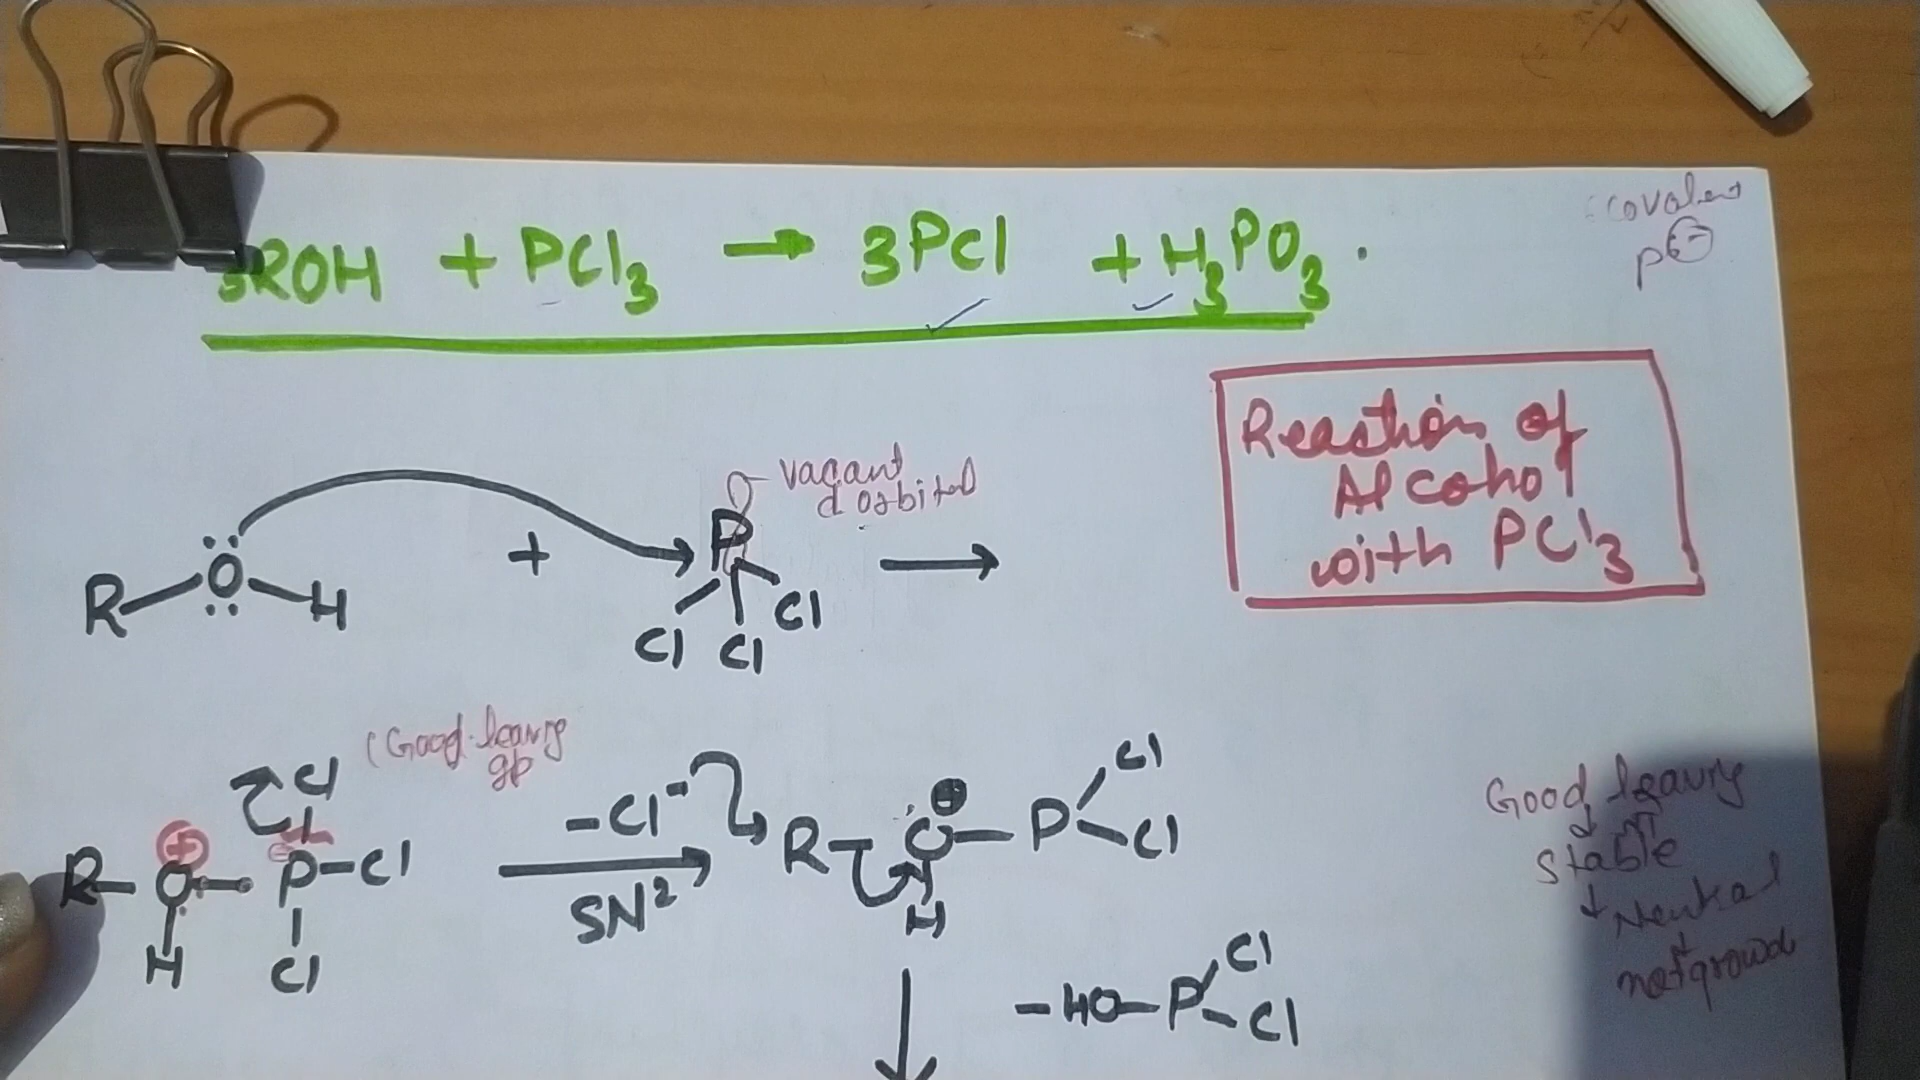 3ROH + PCl3 → 3PCl + H3PO3.
covalent
Reaction of
Alcohol
with PCl3
vacant
d orbital
R O H + P Cl Cl Cl →
(Good leaving
gp
R O H P Cl Cl Cl
⊕ ⊖
-Cl-
SN2
R O ⊕ H P Cl Cl
Good leaving
↓
stable
↓ Neutral
↓
-HO-P Cl Cl